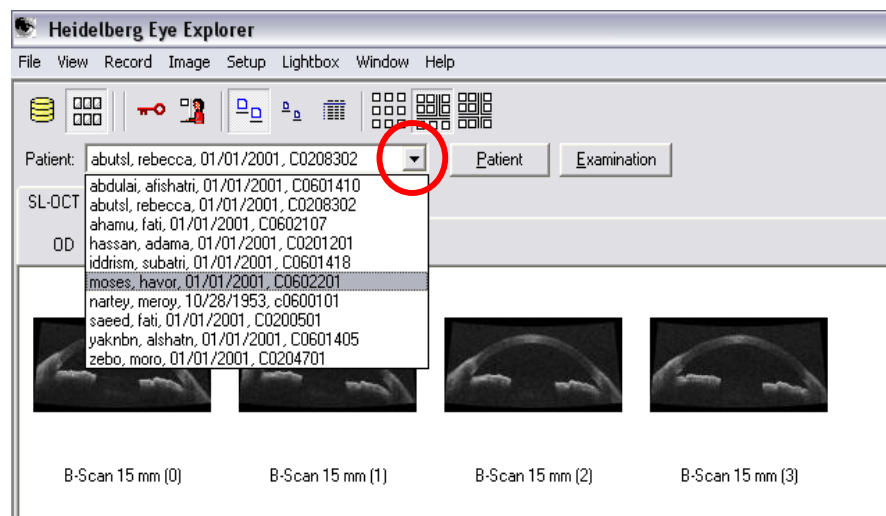 Heidelberg Eye Explorer
File View Record Image Setup Lightbox Window Help
Patient: abutsl, rebecca, 01/01/2001, C0208302 Patient Examination
abdulai, afishatri, 01/01/2001, C0601410
SL-OCT abutsl, rebecca, 01/01/2001, C0208302
ahamu, fati, 01/01/2001, C0602107
OD hassan, adama, 01/01/2001, C0201201
iddrism, subatri, 01/01/2001, C0601418
moses, havor, 01/01/2001, C0602201
nartey, meroy, 10/28/1953, c0600101
saeed, fati, 01/01/2001, C0200501
yaknbn, alshatn, 01/01/2001, C0601405
zebo, moro, 01/01/2001, C0204701
B-Scan 15 mm (0) B-Scan 15 mm (1) B-Scan 15 mm (2) B-Scan 15 mm (3)